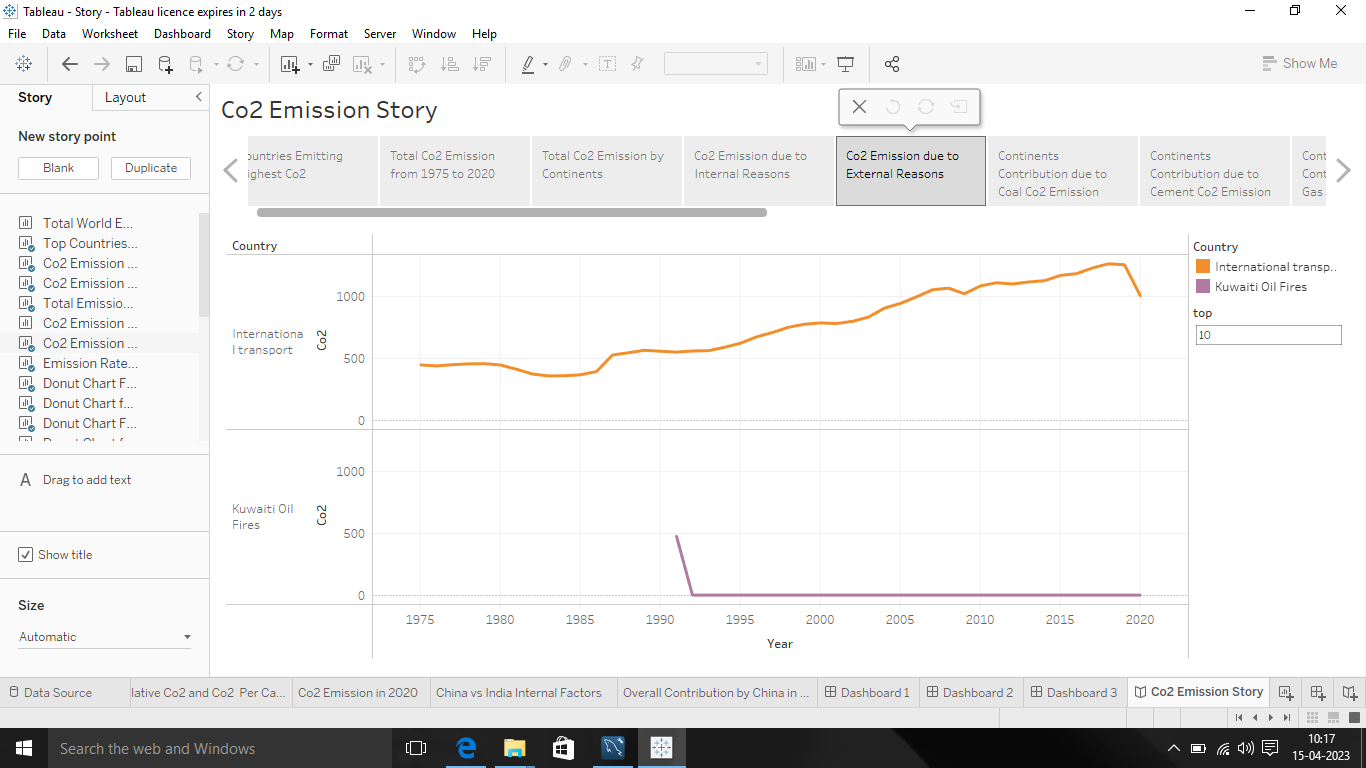 Tableau - Story - Tableau licence expires in 2 days
File Data Worksheet Dashboard Story Map Format Server Window Help
Show Me
Story Layout
New story point
Blank Duplicate
Total World E...
Top Countries...
Co2 Emission ...
Co2 Emission ...
Total Emissio...
Co2 Emission ...
Co2 Emission ...
Emission Rate...
Donut Chart F...
Donut Chart f...
Donut Chart F...
A Drag to add text
Show title
Size
Automatic
Co2 Emission Story
ountries Emitting
ighest Co2
Total Co2 Emission
from 1975 to 2020
Total Co2 Emission by
Continents
Co2 Emission due to
Internal Reasons
Co2 Emission due to
External Reasons
Continents
Contribution due to
Coal Co2 Emission
Continents
Contribution due to
Cement Co2 Emission
Cont
Cont
Gas
Country
Internationa
l transport
Co2
1000
500
0
Kuwaiti Oil
Fires
Co2
1000
500
0
1975 1980 1985 1990 1995 2000 2005 2010 2015 2020
Year
Country
International transp..
Kuwaiti Oil Fires
top
10
Data Source lative Co2 and Co2 Per Ca... Co2 Emission in 2020 China vs India Internal Factors Overall Contribution by China in ... Dashboard 1 Dashboard 2 Dashboard 3 Co2 Emission Story
Search the web and Windows
10:17
15-04-2023